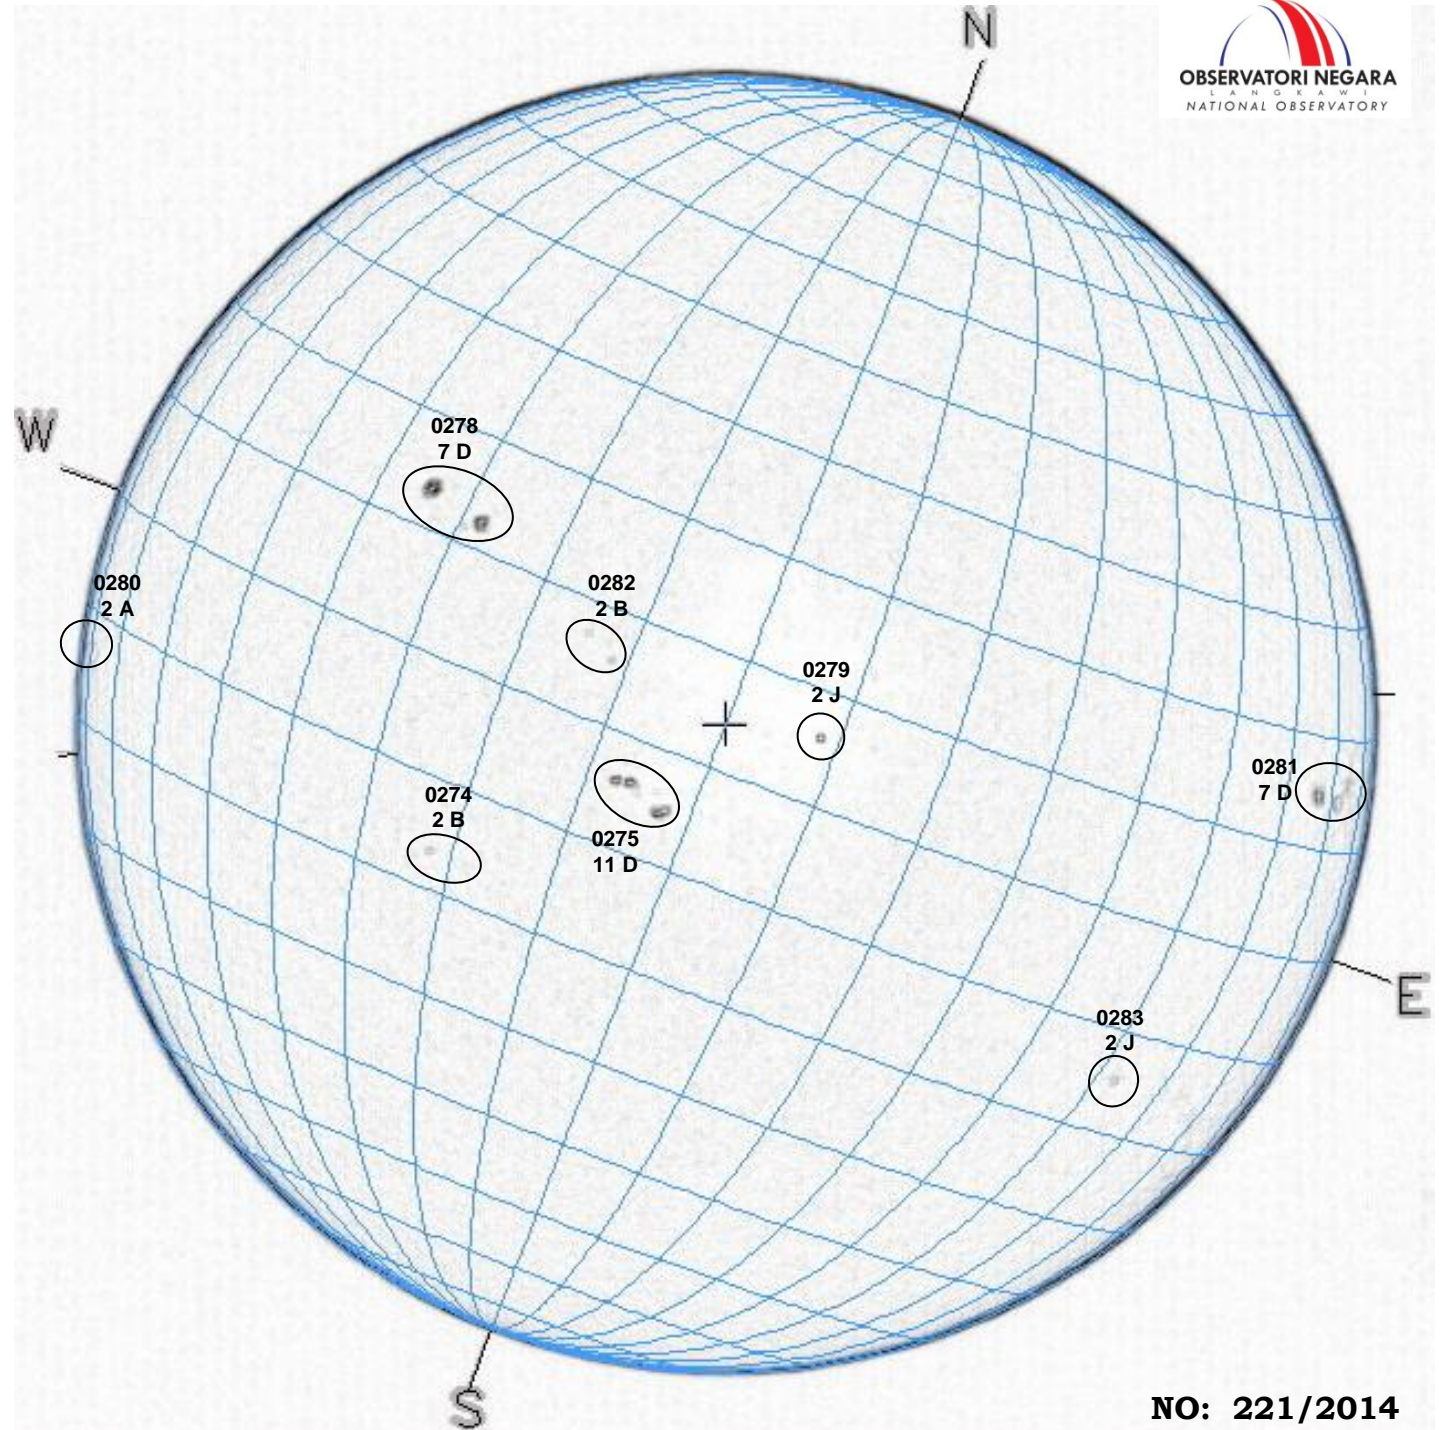 N
OBSERVATORI NEGARA
LANGKAWI
NATIONAL OBSERVATORY
W
0278
7 D
0280
2 A
0282
2 B
0279
2 J
0281
7 D
0274
2 B
0275
11 D
E
0283
2 J
S
NO: 221/2014